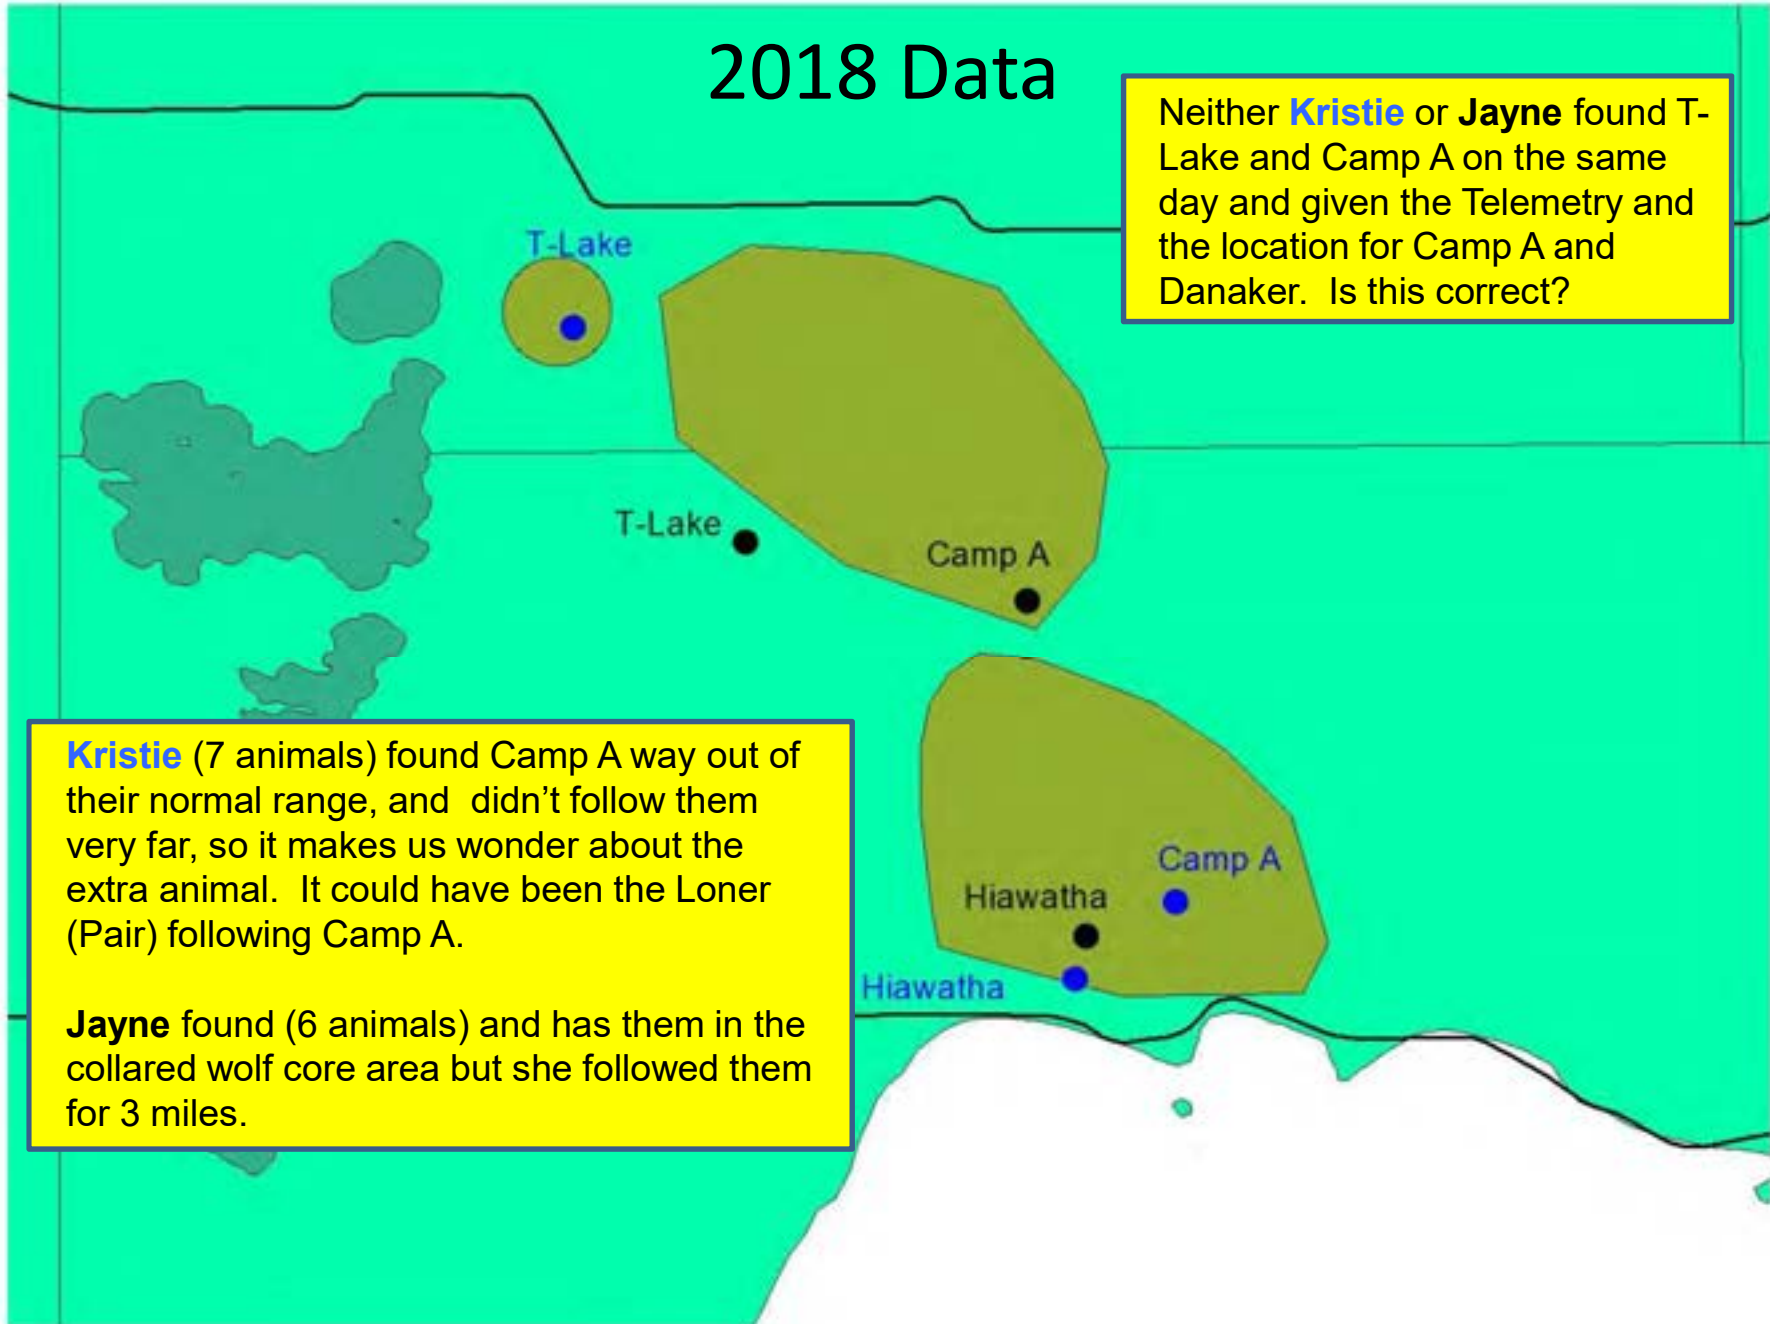 2018 Data
Neither Kristie or Jayne found T-
Lake and Camp A on the same
day and given the Telemetry and
the location for Camp A and
Danaker.  Is this correct?
T-Lake
T-Lake
Camp A
Kristie (7 animals) found Camp A way out of
their normal range, and  didn’t follow them
very far, so it makes us wonder about the
extra animal.  It could have been the Loner
(Pair) following Camp A.
Jayne found (6 animals) and has them in the
collared wolf core area but she followed them
for 3 miles.
Camp A
Hiawatha
Hiawatha